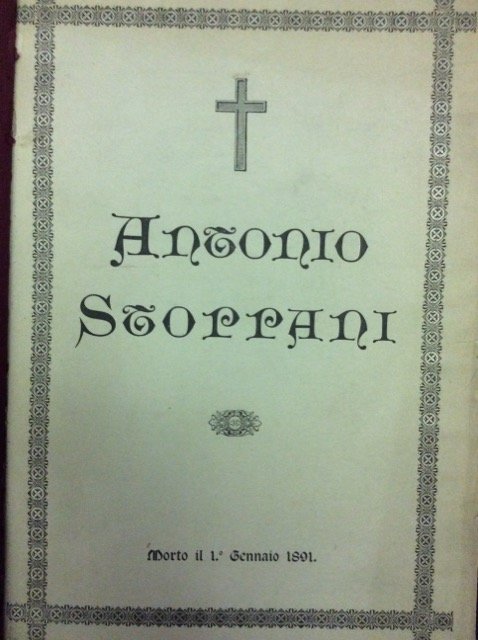 Antonio
Stoppani
Morto il 1.° Gennaio 1891.